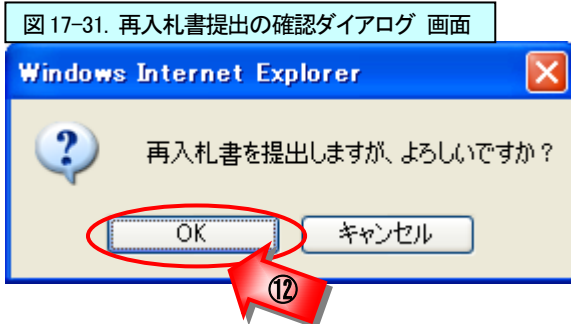 図 17-31. 再入札書提出の確認ダイアログ 画面
Windows Internet Explorer
再入札書を提出しますが、よろしいですか?
OK キャンセル
⑫